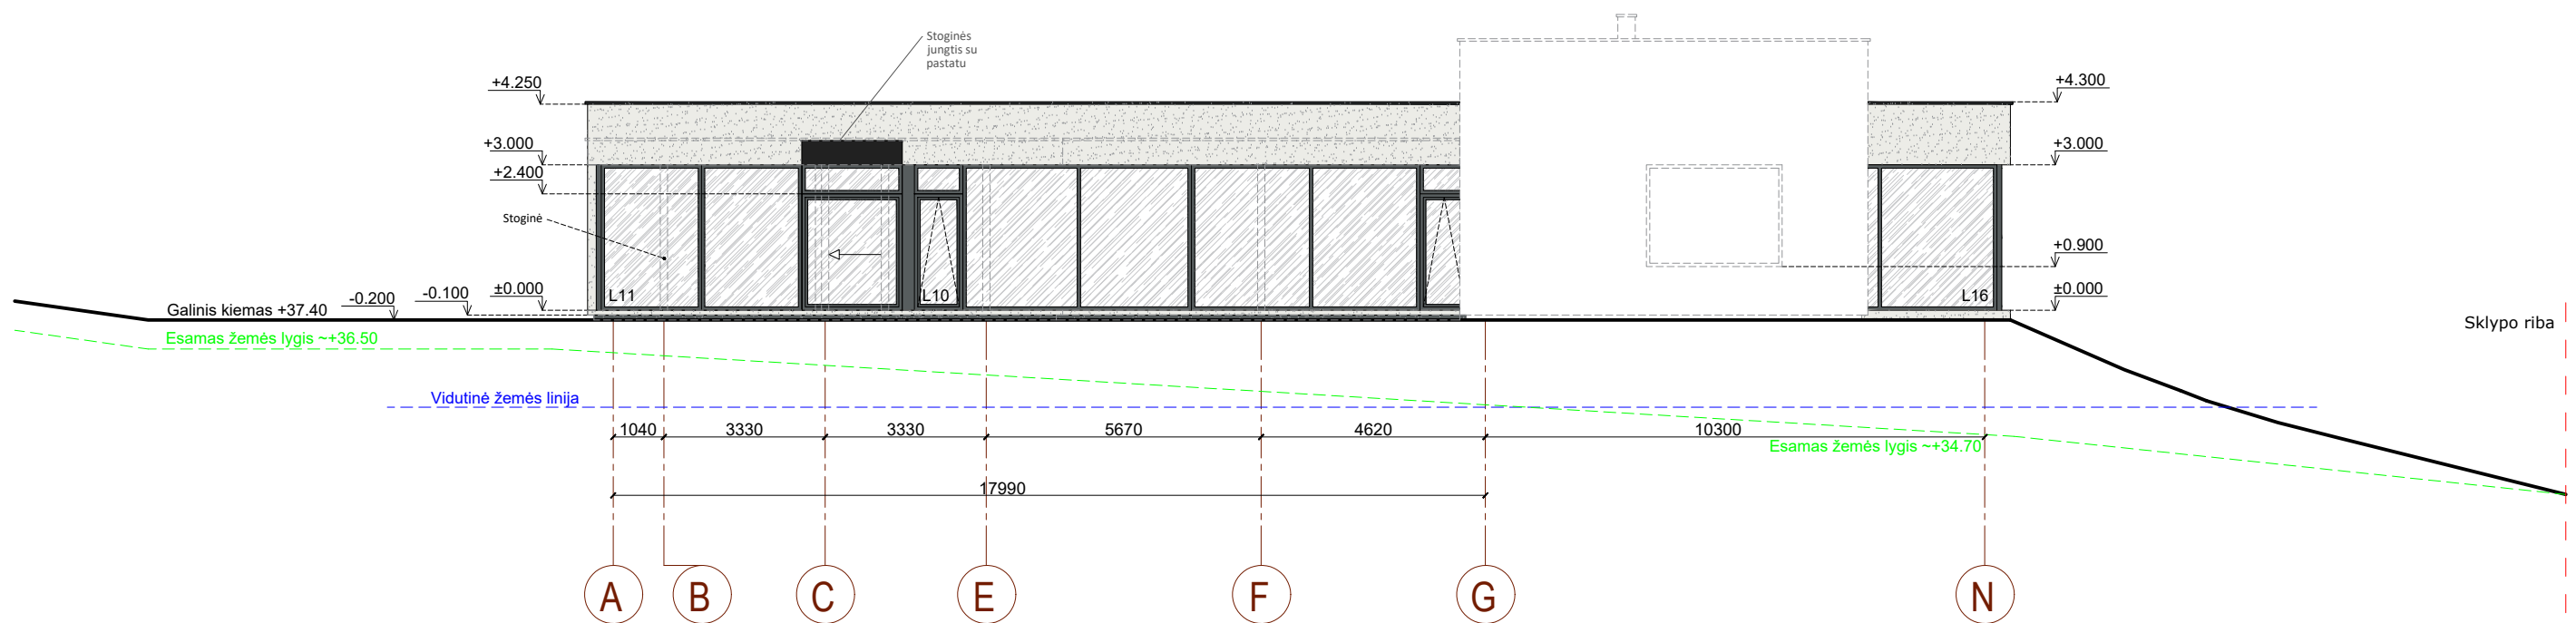 Stoginės
jungtis su
pastatu
+4.250
+4.300
+3.000
+3.000
+2.400
Stoginė
+0.900
±0.000
±0.000
-0.100
-0.200
L11
L10
L16
Galinis kiemas +37.40
Sklypo riba
Esamas žemės lygis ~+36.50
Vidutinė žemės linija
1040
3330
3330
5670
4620
10300
Esamas žemės lygis ~+34.70
17990
A
B
C
E
F
G
N